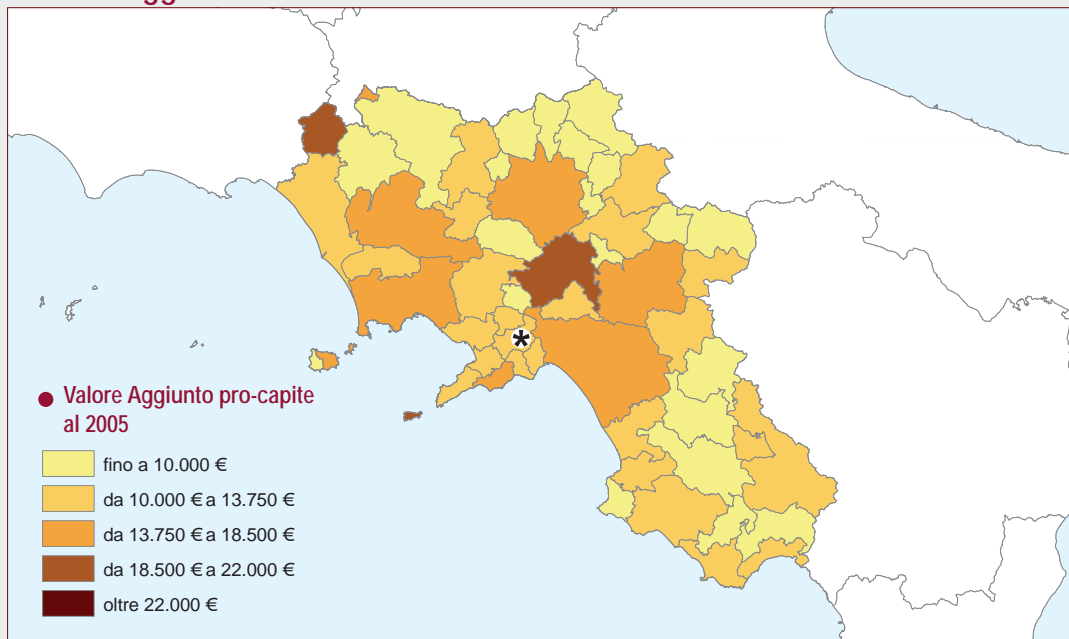 ● Valore Aggiunto pro-capite
al 2005
fino a 10.000 €
da 10.000 € a 13.750 €
da 13.750 € a 18.500 €
da 18.500 € a 22.000 €
oltre 22.000 €
*